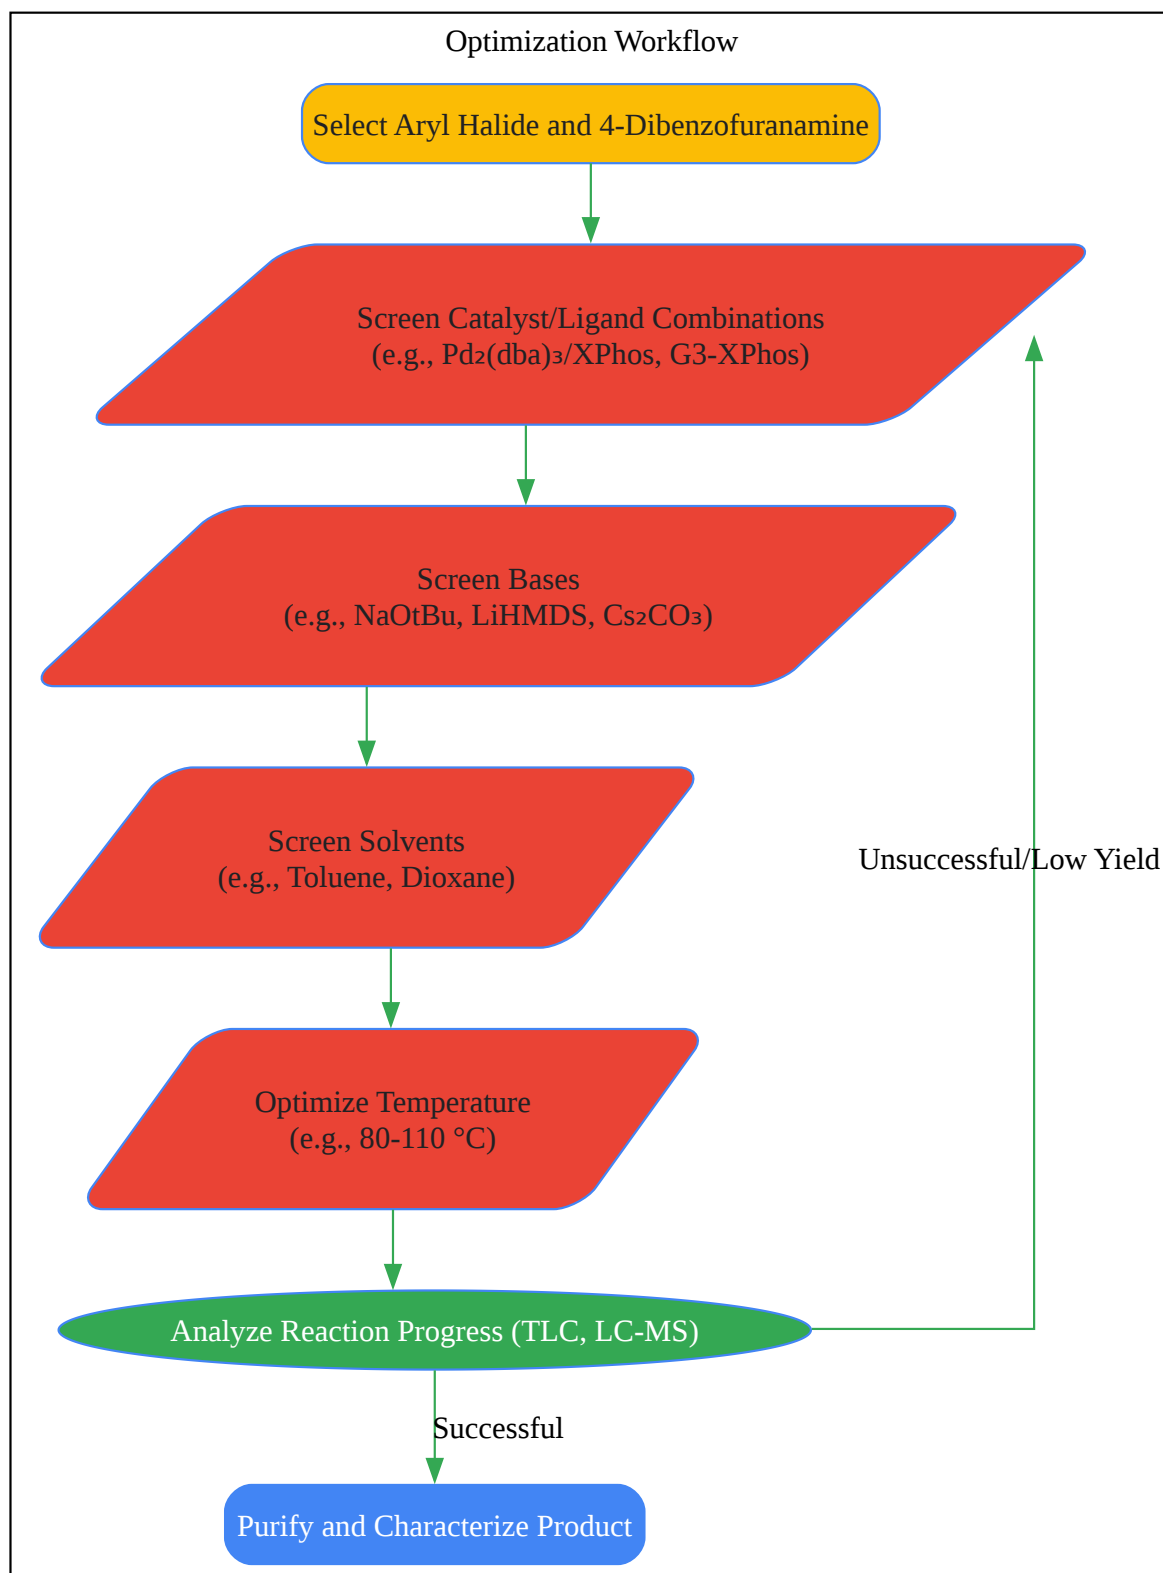 Optimization Workflow
Select Aryl Halide and 4-Dibenzofuranamine
Screen Catalyst/Ligand Combinations
(e.g., Pd₂(dba)₃/XPhos, G3-XPhos)
Screen Bases
(e.g., NaOtBu, LiHMDS, Cs₂CO₃)
Screen Solvents
(e.g., Toluene, Dioxane)
Unsuccessful/Low Yield
Optimize Temperature
(e.g., 80-110 °C)
Analyze Reaction Progress (TLC, LC-MS)
Successful
Purify and Characterize Product